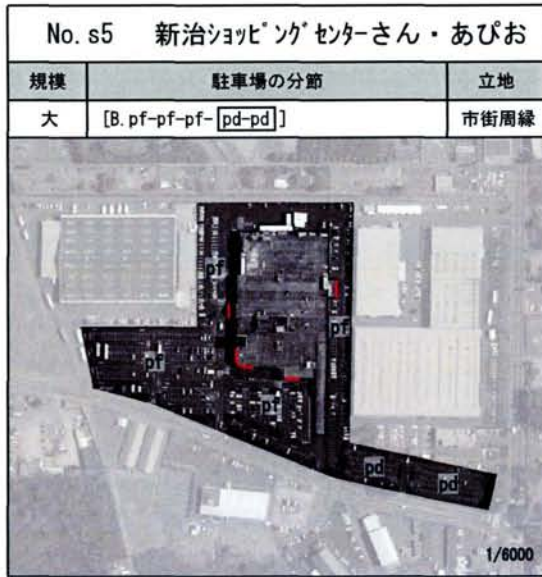 No. s5 新治ショッピングセンターさん・あぴお
規模 駐車場の分節 立地
大 [B. pf-pf-pf- pd-pd ] 市街周縁
pf
pf
pf
pf
pd
pd
1/6000